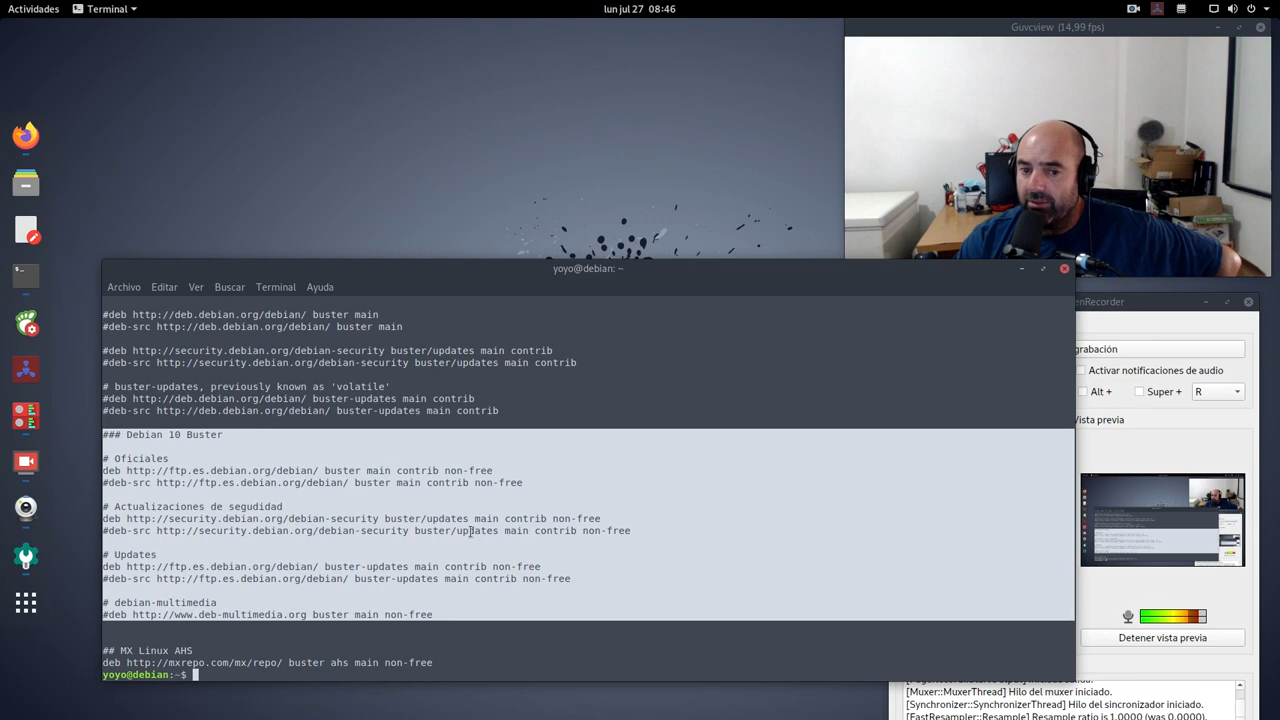 Actividades
Terminal
lun jul 27 08:46
Guvcview (14,99 fps)
yoyo@debian: ~
Archivo Editar Ver Buscar Terminal Ayuda
#deb http://deb.debian.org/debian/ buster main
#deb-src http://deb.debian.org/debian/ buster main
#deb http://security.debian.org/debian-security buster/updates main contrib
#deb-src http://security.debian.org/debian-security buster/updates main contrib
# buster-updates, previously known as 'volatile'
#deb http://deb.debian.org/debian/ buster-updates main contrib
#deb-src http://deb.debian.org/debian/ buster-updates main contrib
### Debian 10 Buster
# Oficiales
deb http://ftp.es.debian.org/debian/ buster main contrib non-free
#deb-src http://ftp.es.debian.org/debian/ buster main contrib non-free
# Actualizaciones de segudidad
deb http://security.debian.org/debian-security buster/updates main contrib non-free
#deb-src http://security.debian.org/debian-security buster/updates main contrib non-free
# Updates
deb http://ftp.es.debian.org/debian/ buster-updates main contrib non-free
#deb-src http://ftp.es.debian.org/debian/ buster-updates main contrib non-free
# debian-multimedia
#deb http://www.deb-multimedia.org buster main non-free
## MX Linux AHS
deb http://mxrepo.com/mx/repo/ buster ahs main non-free
yoyo@debian:~$
enRecorder
grabación
Activar notificaciones de audio
Alt + Super + R
Vista previa
Detener vista previa
[Muxer::MuxerThread] Hilo del muxer iniciado.
[Synchronizer::SynchronizerThread] Hilo del sincronizador iniciado.
[FastResampler::Resample] Resample ratio is 1.0000 (was 0.0000).